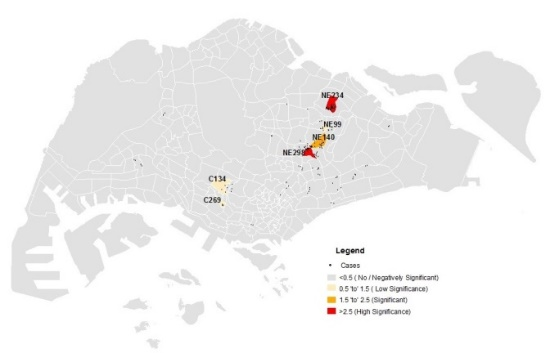 NE234
NE99
NE140
NE298
C134
C269
Legend
Cases
<0.5 ( No / Negatively Significant)
0.5 'to' 1.5 ( Low Significance)
1.5 'to' 2.5 (Significant)
>2.5 (High Significance)